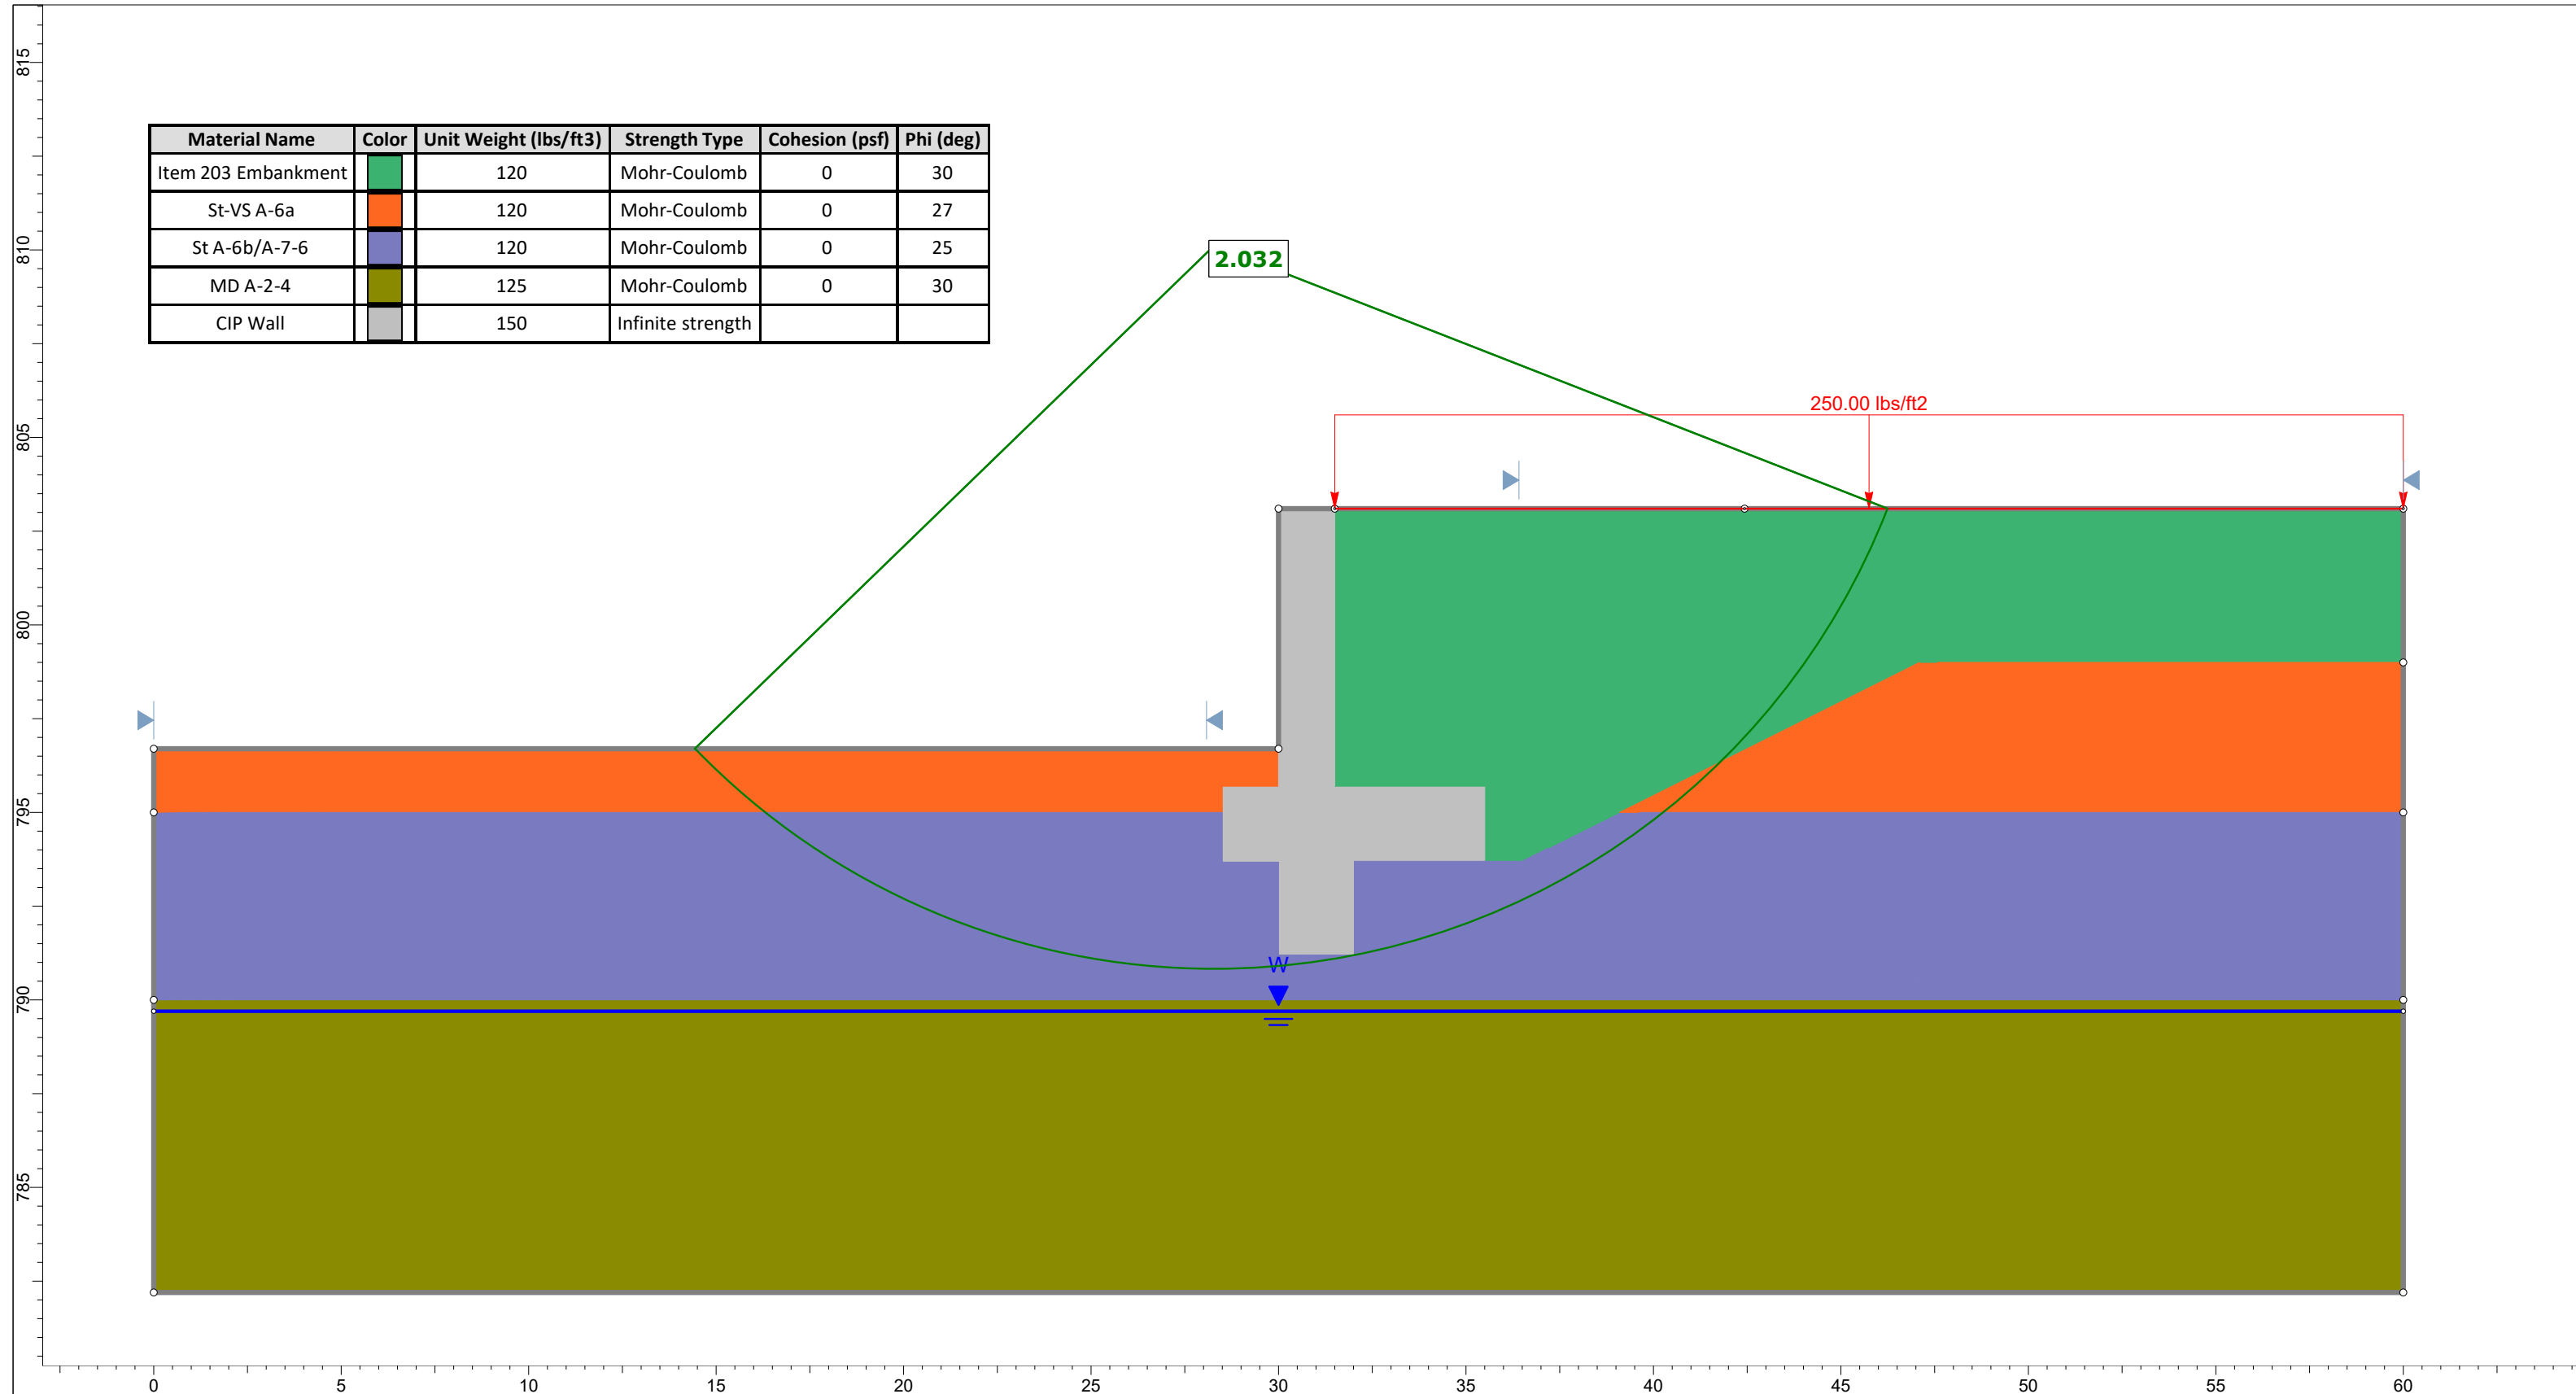 815
810
805
800
795
790
785
Material Name Color Unit Weight (lbs/ft3) Strength Type Cohesion (psf) Phi (deg)
Item 203 Embankment 120 Mohr-Coulomb 0 30
St-VS A-6a 120 Mohr-Coulomb 0 27
St A-6b/A-7-6 120 Mohr-Coulomb 0 25
MD A-2-4 125 Mohr-Coulomb 0 30
CIP Wall 150 Infinite strength
2.032
250.00 lbs/ft2
W
0 5 10 15 20 25 30 35 40 45 50 55 60